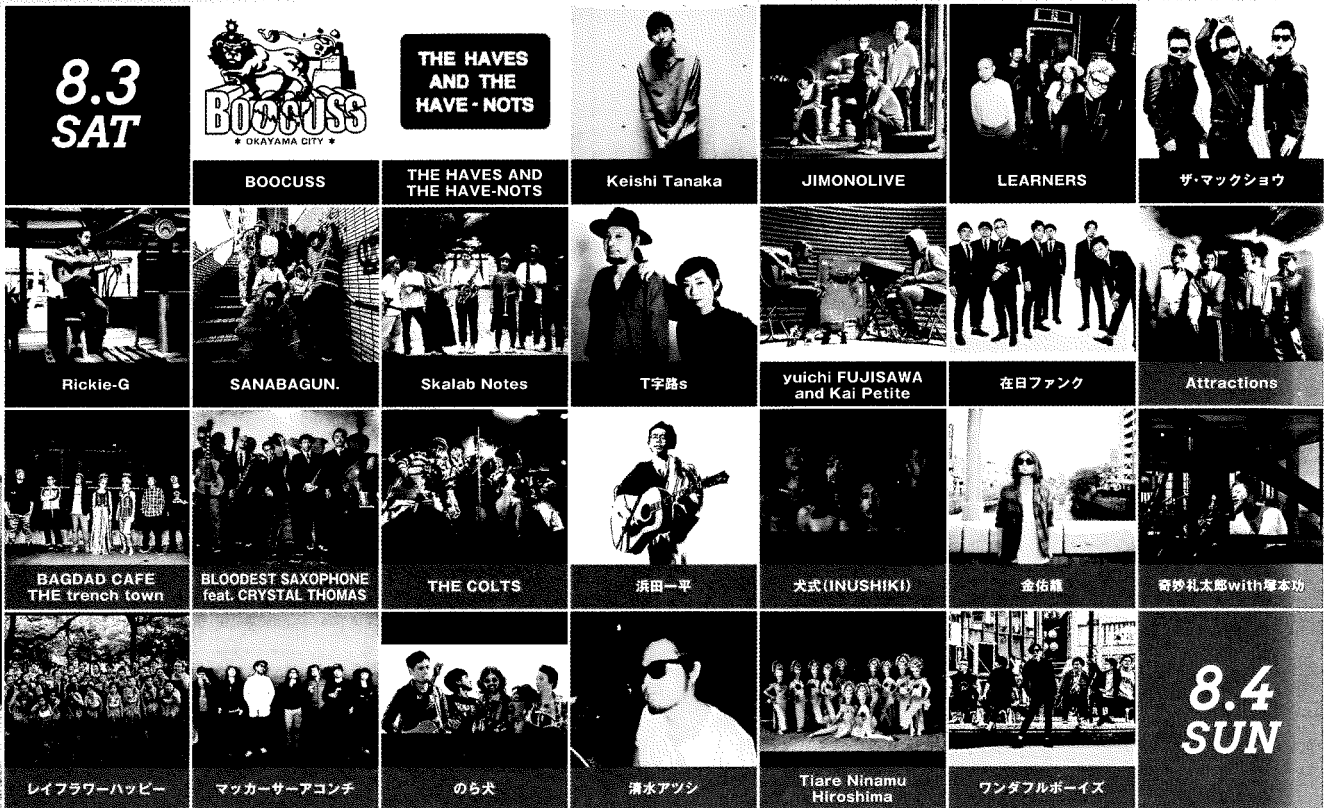 8.3
SAT
BOOCUSS
★ OKAYAMA CITY ★
BOOCUSS
THE HAVES
AND THE
HAVE-NOTS
THE HAVES AND
THE HAVE-NOTS
Keishi Tanaka
JIMONOLIVE
LEARNERS
ザ・マックショウ
Rickie-G
SANABAGUN.
Skalab Notes
T字路s
yuichi FUJISAWA
and Kai Petite
在日ファンク
Attractions
BAGDAD CAFE
THE trench town
BLOODEST SAXOPHONE
feat. CRYSTAL THOMAS
THE COLTS
浜田一平
犬式(INUSHIKI)
金佑龍
奇妙礼太郎with塚本功
レイフラワーハッピー
マッカーサーアコンチ
のら犬
清水アツシ
Tiare Ninamu
Hiroshima
ワンダフルボーイズ
8.4
SUN